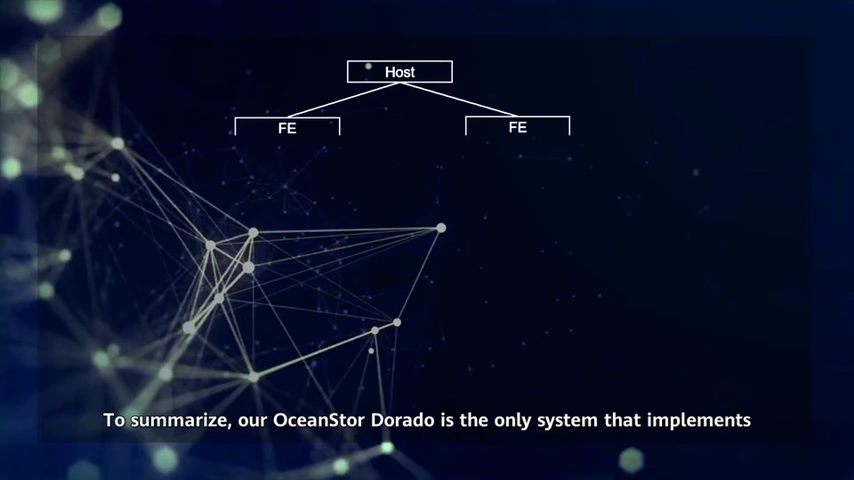 Host
FE
FE
To summarize, our OceanStor Dorado is the only system that implements